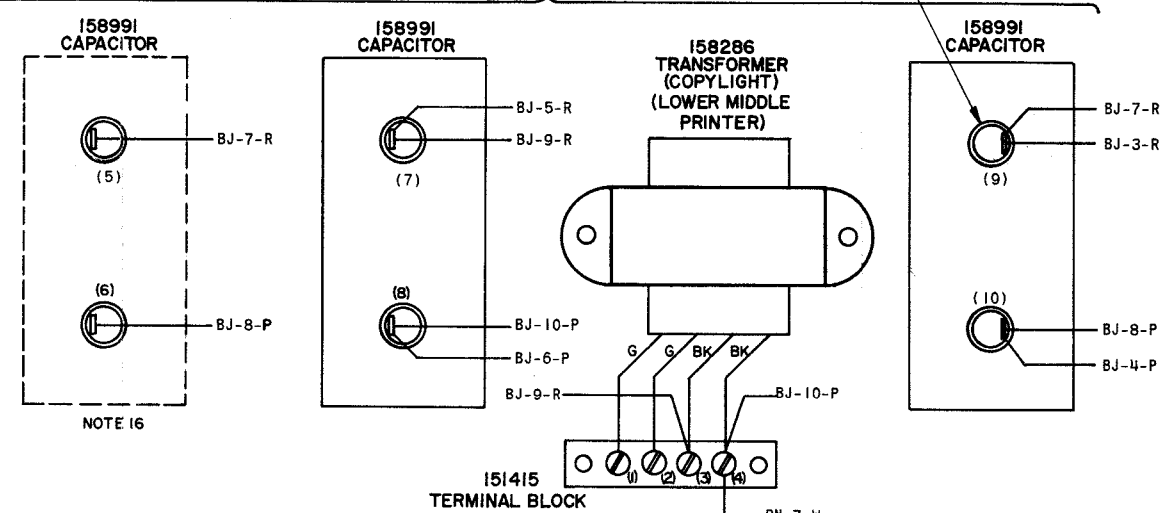 158991
CAPACITOR
BJ-7-R
(5)
(6)
BJ-8-P
NOTE 16
158991
CAPACITOR
BJ-5-R
BJ-9-R
(7)
(8)
BJ-10-P
BJ-6-P
158286
TRANSFORMER
(COPYLIGHT)
(LOWER MIDDLE
PRINTER)
G G BK BK
BJ-9-R
BJ-10-P
(1) (2) (3) (4)
151415
TERMINAL BLOCK
158991
CAPACITOR
BJ-7-R
BJ-3-R
(9)
(10)
BJ-8-P
BJ-4-P